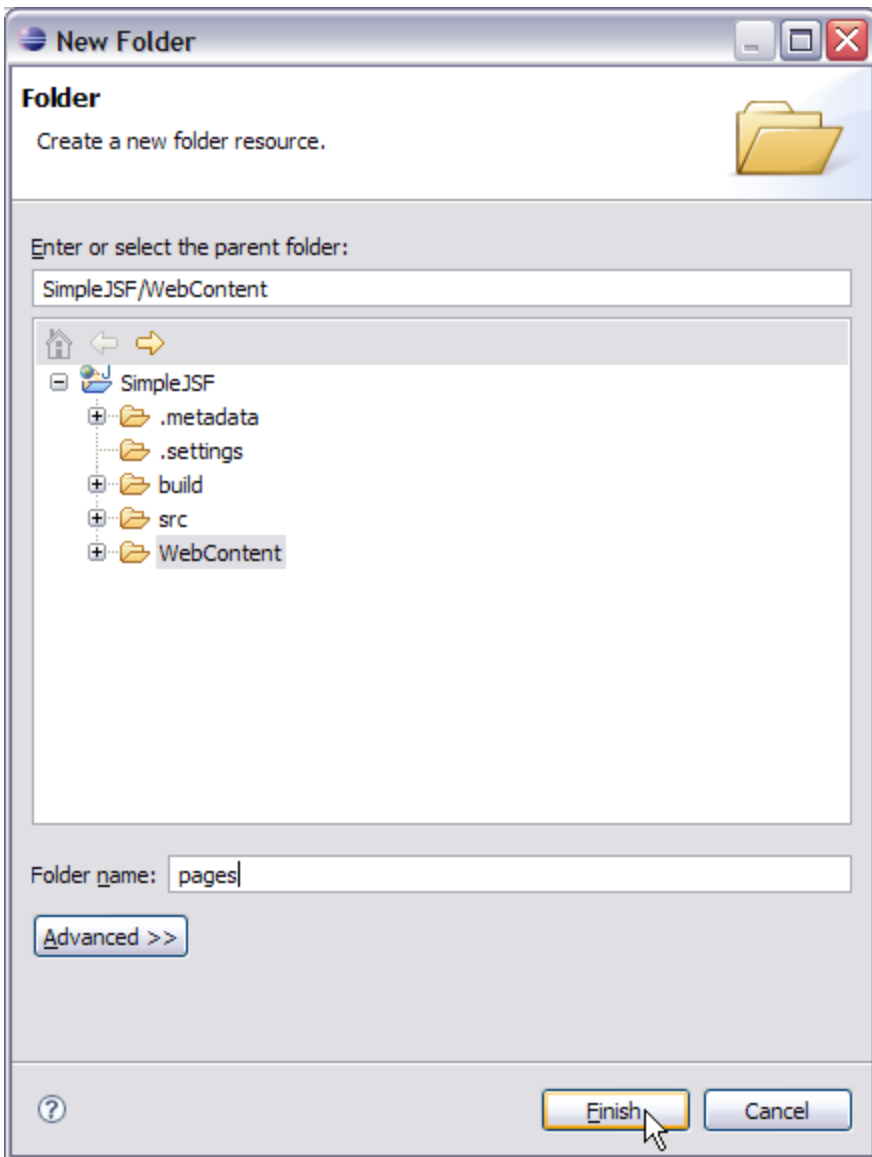 New Folder
Folder
Create a new folder resource.
Enter or select the parent folder:
SimpleJSF/WebContent
SimpleJSF
.metadata
.settings
build
src
WebContent
Folder name: pages
Advanced >>
Finish Cancel